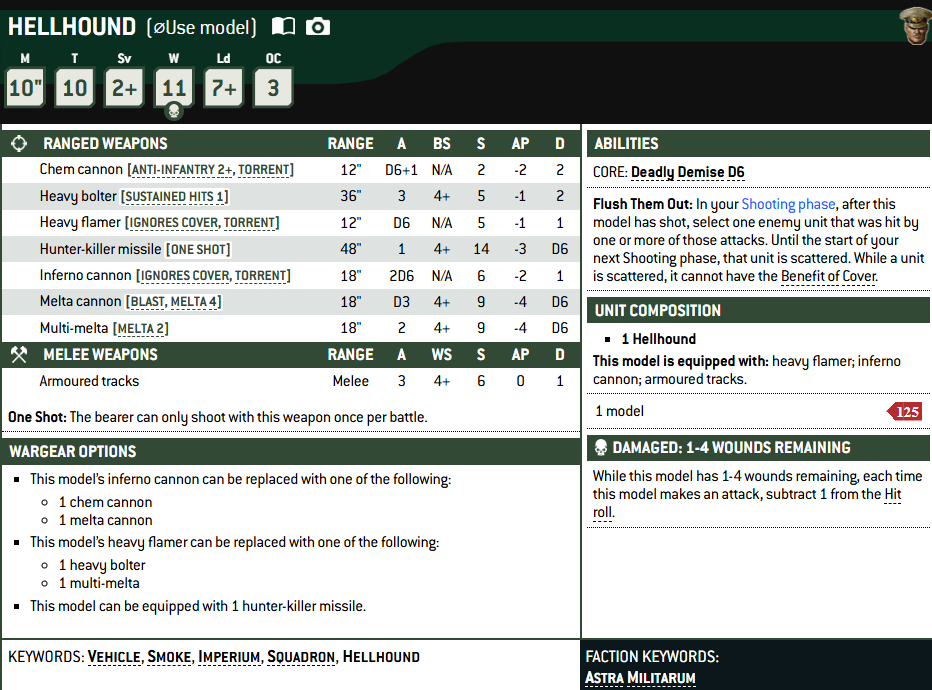 HELLHOUND (⌀Use model)
M T Sv W Ld OC
10" 10 2+ 11 7+ 3
RANGED WEAPONS RANGE A BS S AP D
Chem cannon [ANTI-INFANTRY 2+, TORRENT] 12" D6+1 N/A 2 -2 2
Heavy bolter [SUSTAINED HITS 1] 36" 3 4+ 5 -1 2
Heavy flamer [IGNORES COVER, TORRENT] 12" D6 N/A 5 -1 1
Hunter-killer missile [ONE SHOT] 48" 1 4+ 14 -3 D6
Inferno cannon [IGNORES COVER, TORRENT] 18" 2D6 N/A 6 -2 1
Melta cannon [BLAST, MELTA 4] 18" D3 4+ 9 -4 D6
Multi-melta [MELTA 2] 18" 2 4+ 9 -4 D6
MELEE WEAPONS RANGE A WS S AP D
Armoured tracks Melee 3 4+ 6 0 1
One Shot: The bearer can only shoot with this weapon once per battle.
WARGEAR OPTIONS
▪ This model's inferno cannon can be replaced with one of the following:
○ 1 chem cannon
○ 1 melta cannon
▪ This model's heavy flamer can be replaced with one of the following:
○ 1 heavy bolter
○ 1 multi-melta
▪ This model can be equipped with 1 hunter-killer missile.
ABILITIES
CORE: Deadly Demise D6
Flush Them Out: In your Shooting phase, after this
model has shot, select one enemy unit that was hit by
one or more of those attacks. Until the start of your
next Shooting phase, that unit is scattered. While a unit
is scattered, it cannot have the Benefit of Cover.
UNIT COMPOSITION
▪ 1 Hellhound
This model is equipped with: heavy flamer; inferno
cannon; armoured tracks.
1 model 125
DAMAGED: 1-4 WOUNDS REMAINING
While this model has 1-4 wounds remaining, each time
this model makes an attack, subtract 1 from the Hit
roll.
KEYWORDS: VEHICLE, SMOKE, IMPERIUM, SQUADRON, HELLHOUND
FACTION KEYWORDS:
ASTRA MILITARUM